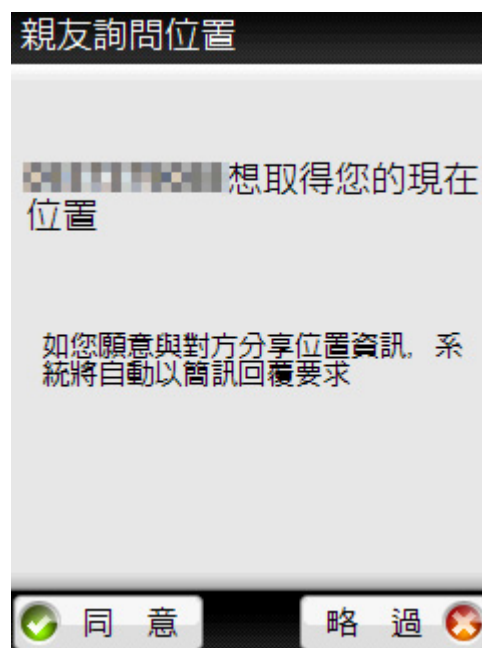 親友詢問位置
想取得您的現在
位置
如您願意與對方分享位置資訊, 系
統將自動以簡訊回覆要求
同 意
略 過